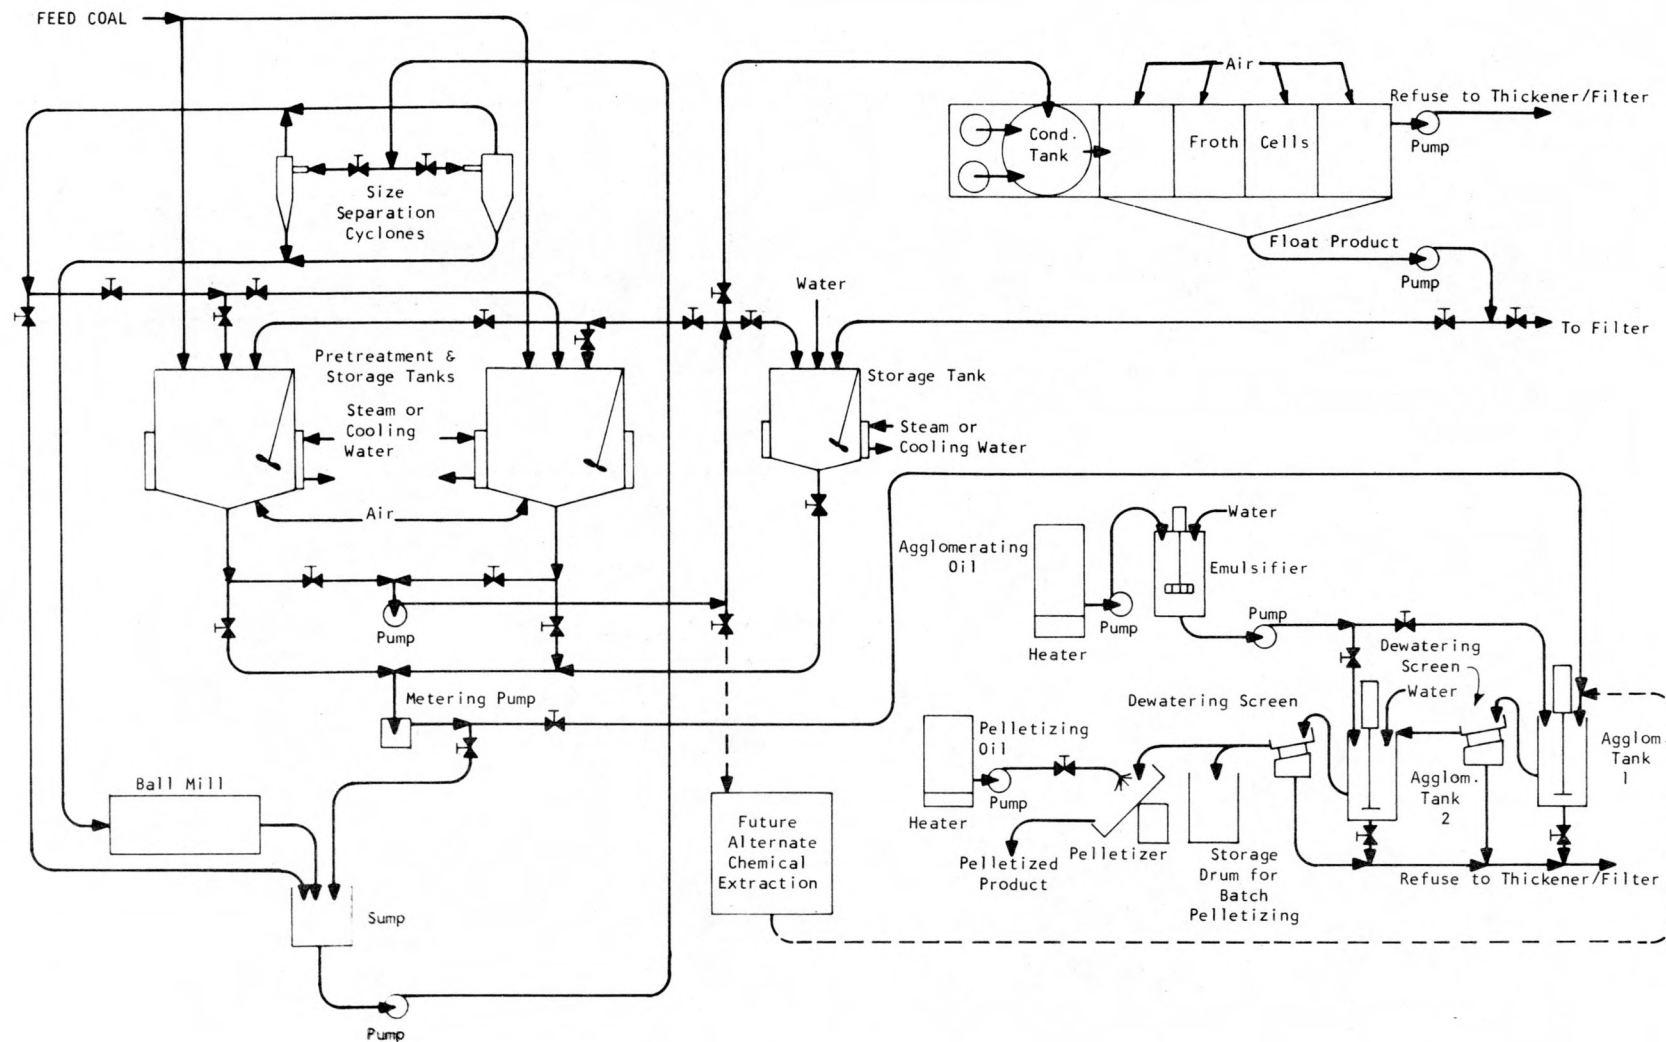 FEED COAL
Air
Refuse to Thickener/Filter
Cond.
Tank
Froth Cells
Pump
Size
Separation
Cyclones
Float Product
Pump
Water
To Filter
Pretreatment &
Storage Tanks
Storage Tank
Steam or
Cooling
Water
Steam or
Cooling Water
Air
Water
Agglomerating
Oil
Emulsifier
Pump
Pump
Pump
Heater
Dewatering
Screen
Metering Pump
Dewatering Screen
Water
Pelletizing
Oil
Agglom.
Tank
1
Ball Mill
Pump
Agglom.
Tank
2
Heater
Future
Alternate
Chemical
Extraction
Pelletized
Product
Pelletizer
Storage
Drum for
Batch
Pelletizing
Refuse to Thickener/Filter
Sump
Pump